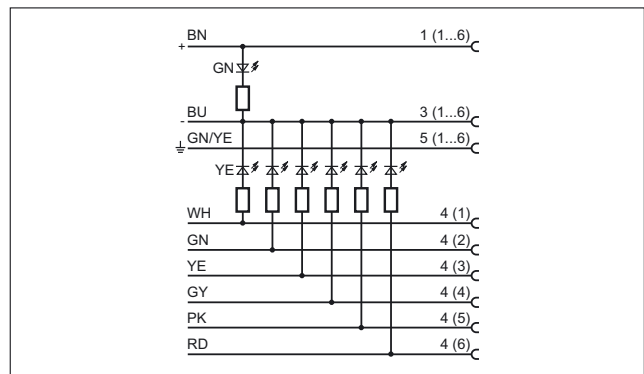 BN 1 (1...6)
+
GN
BU 3 (1...6)
-
GN/YE 5 (1...6)
YE
WH 4 (1)
GN 4 (2)
YE 4 (3)
GY 4 (4)
PK 4 (5)
RD 4 (6)